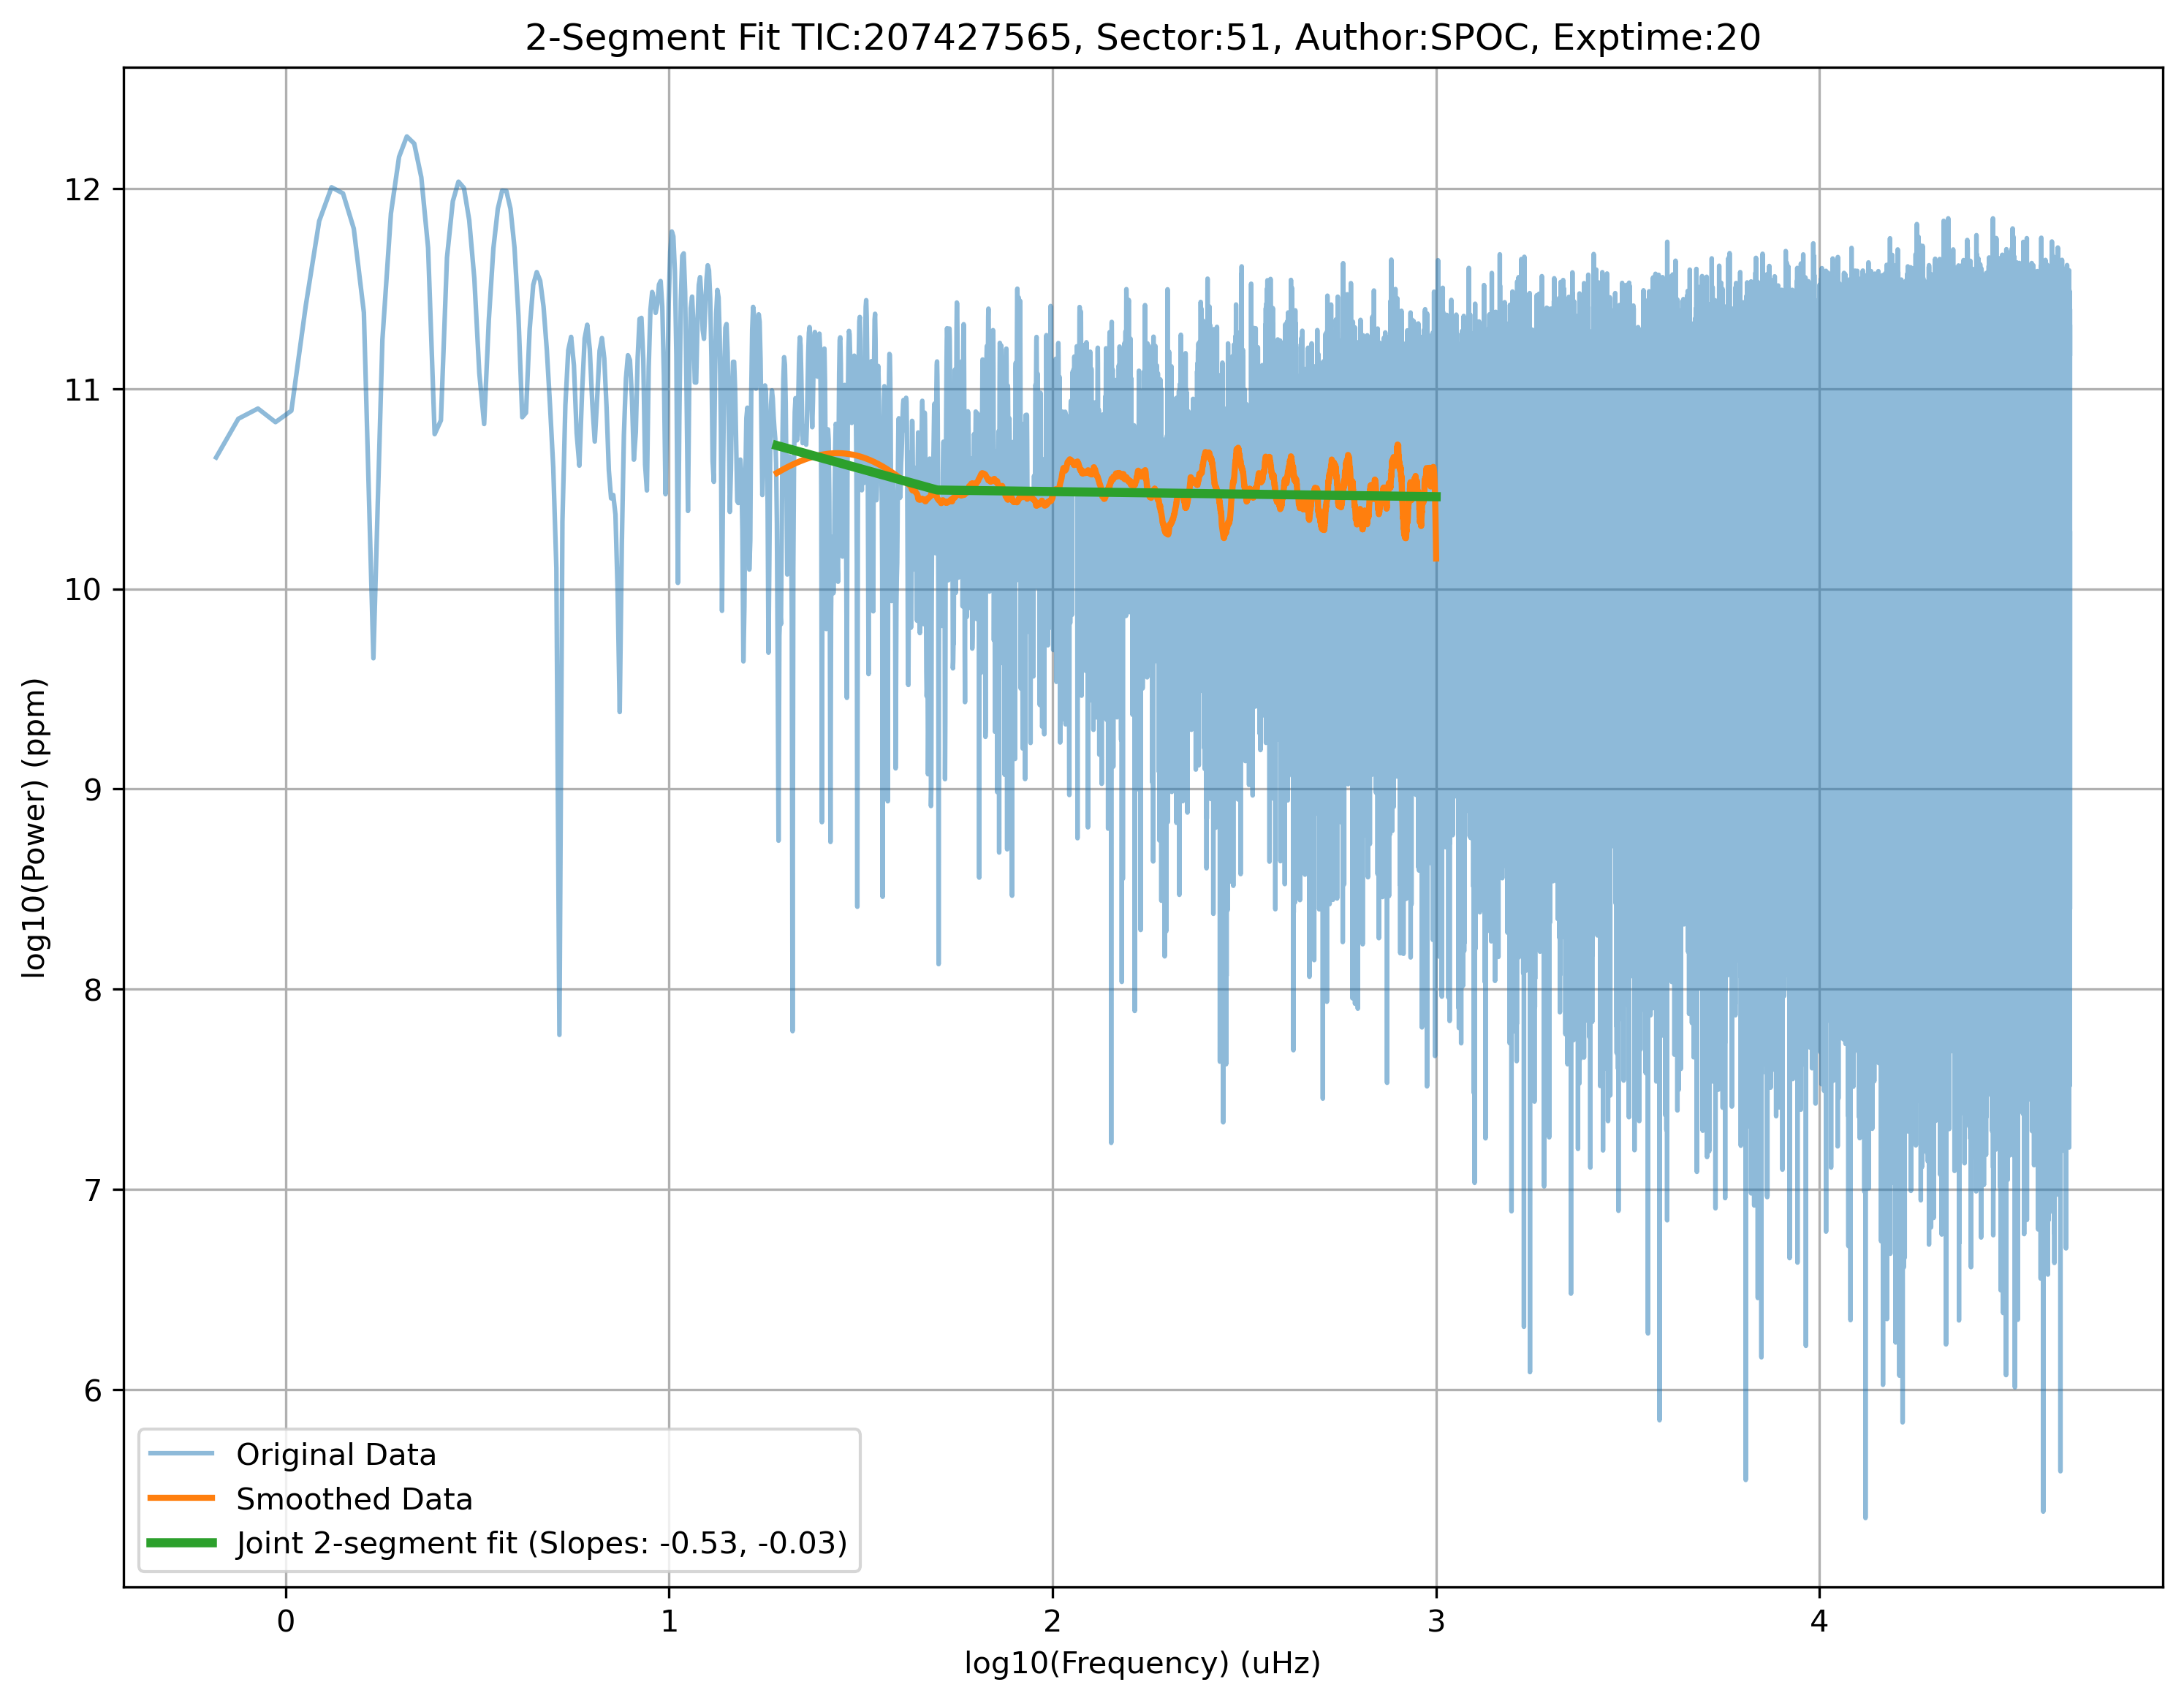 2-Segment Fit TIC:207427565, Sector:51, Author:SPOC, Exptime:20
log10(Power) (ppm)
12
11
10
9
8
7
6
Original Data
Smoothed Data
Joint 2-segment fit (Slopes: -0.53, -0.03)
0 1 2 3 4
log10(Frequency) (uHz)